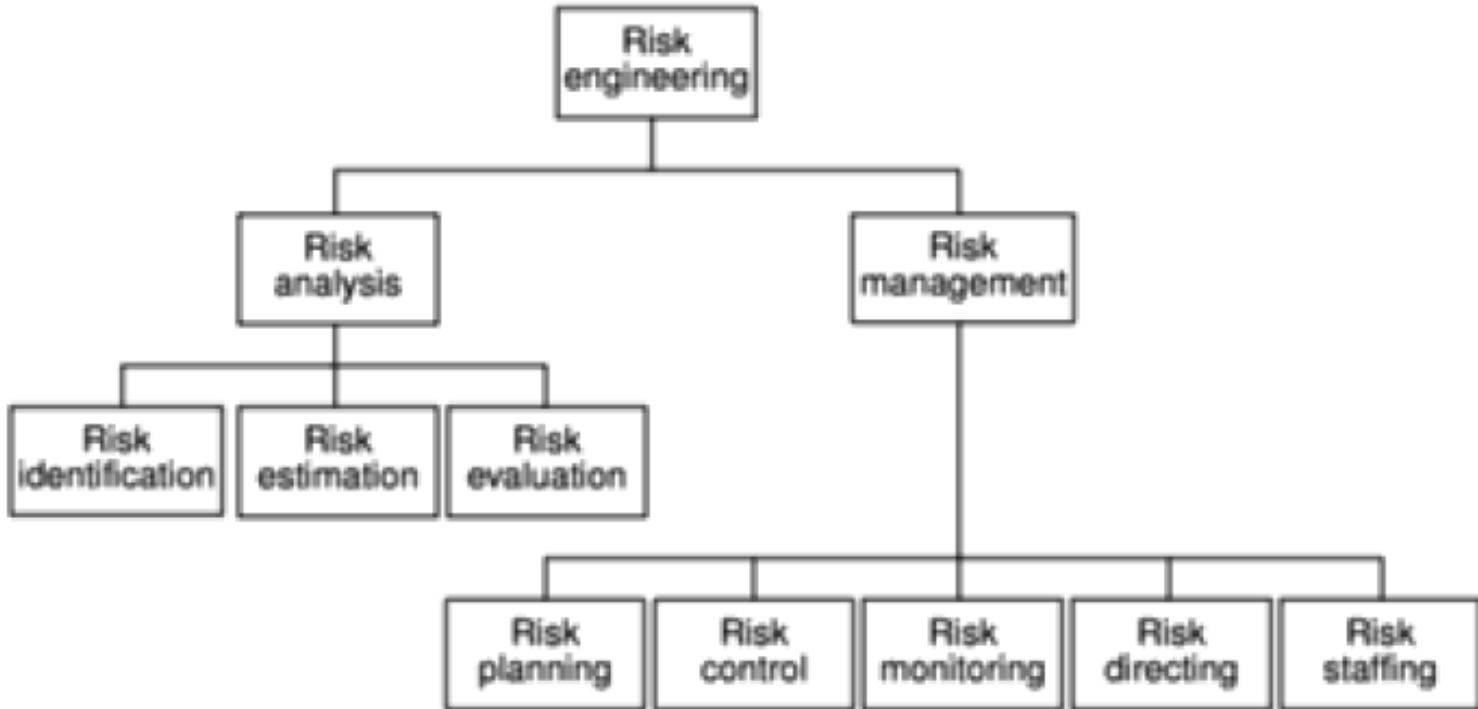 Risk
engineering
Risk
analysis
Risk
management
Risk
identification
Risk
estimation
Risk
evaluation
Risk
planning
Risk
control
Risk
monitoring
Risk
directing
Risk
staffing